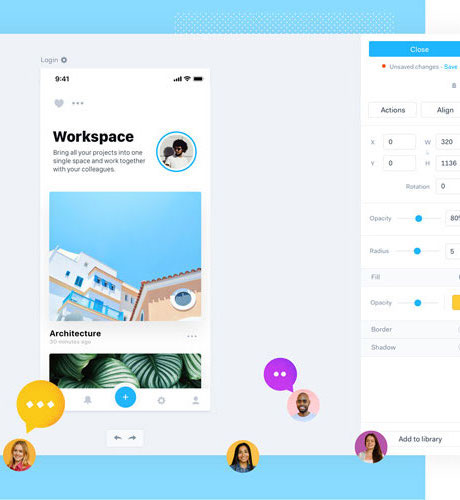 Close
Login
Unsaved changes · Save
9:41
Actions
Align
Workspace
Bring all your projects into one
single space and work together
with your colleagues.
X 0 W 320
Y 0 H 1136
Rotation 0
Opacity 80%
Radius 5
Fill
Opacity
Architecture
30 minutes ago
Border
Shadow
Add to library